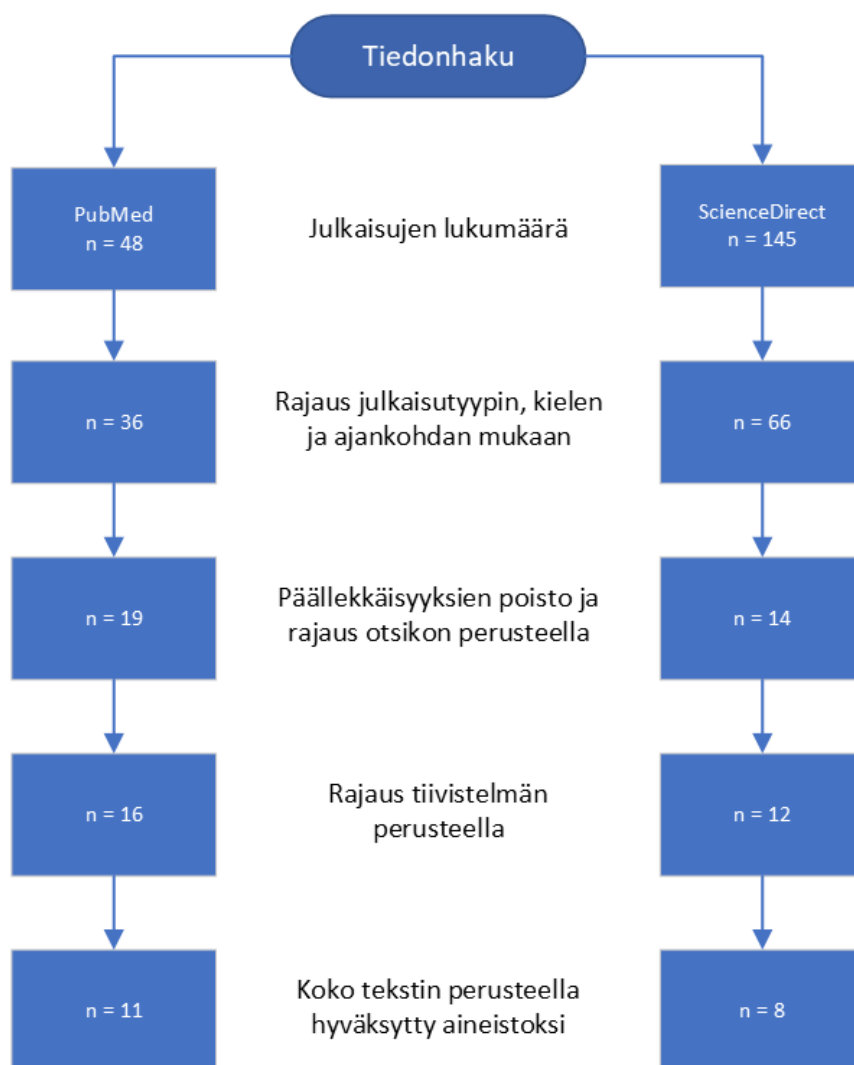 Tiedonhaku
PubMed
n = 48
Julkaisujen lukumäärä
ScienceDirect
n = 145
n = 36
Rajaus julkaisutyypin, kielen
ja ajankohdan mukaan
n = 66
n = 19
Päällekkäisyyksien poisto ja
rajaus otsikon perusteella
n = 14
n = 16
Rajaus tiivistelmän
perusteella
n = 12
n = 11
Koko tekstin perusteella
hyväksytty aineistoksi
n = 8